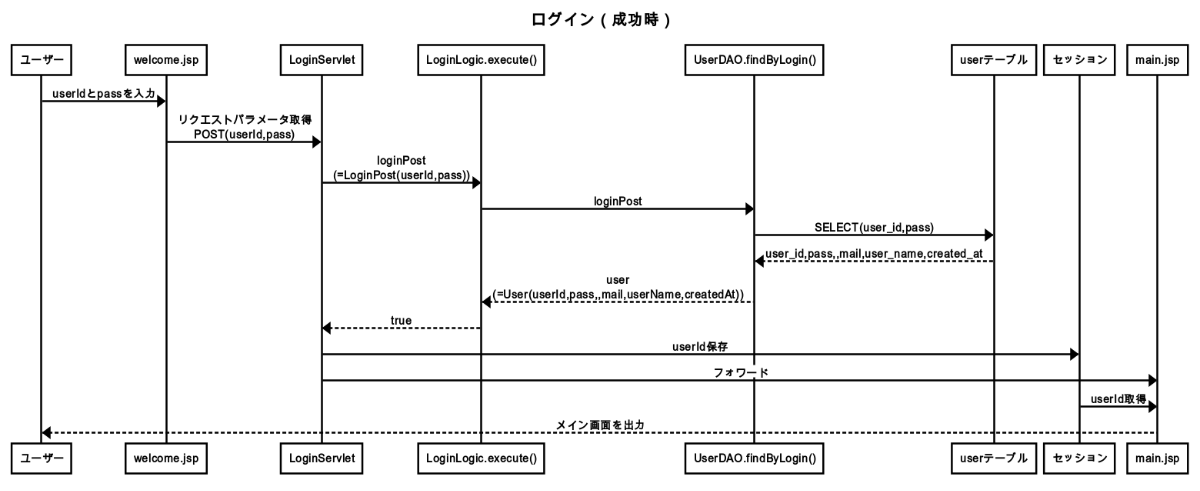 ログイン（成功時）
ユーザー
welcome.jsp
LoginServlet
LoginLogic.execute()
UserDAO.findByLogin()
userテーブル
セッション
main.jsp
userIdとpassを入力
リクエストパラメータ取得
POST(userId,pass)
loginPost
(=LoginPost(userId,pass))
loginPost
SELECT(user_id,pass)
user_id,pass,,mail,user_name,created_at
user
(=User(userId,pass,,mail,userName,createdAt))
true
userId保存
フォワード
userId取得
メイン画面を出力
ユーザー
welcome.jsp
LoginServlet
LoginLogic.execute()
UserDAO.findByLogin()
userテーブル
セッション
main.jsp